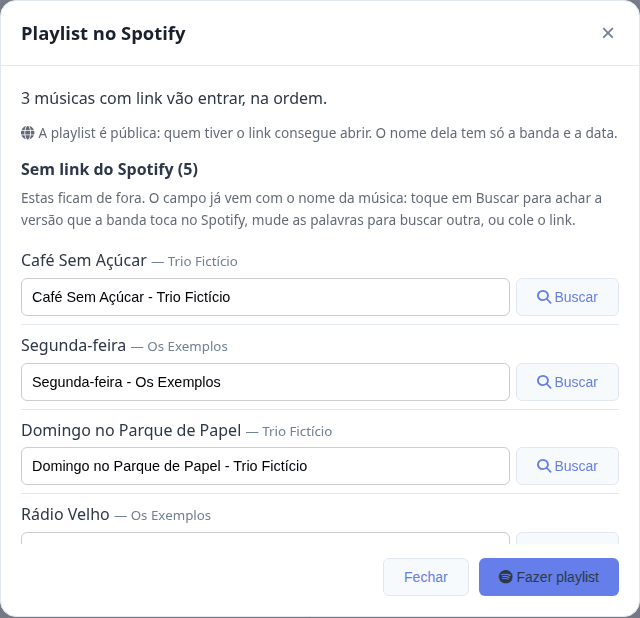 Playlist no Spotify
3 músicas com link vão entrar, na ordem.
A playlist é pública: quem tiver o link consegue abrir. O nome dela tem só a banda e a data.
Sem link do Spotify (5)
Estas ficam de fora. O campo já vem com o nome da música: toque em Buscar para achar a
versão que a banda toca no Spotify, mude as palavras para buscar outra, ou cole o link.
Café Sem Açúcar — Trio Fictício
Café Sem Açúcar - Trio Fictício Buscar
Segunda-feira — Os Exemplos
Segunda-feira - Os Exemplos Buscar
Domingo no Parque de Papel — Trio Fictício
Domingo no Parque de Papel - Trio Fictício Buscar
Rádio Velho — Os Exemplos
Fechar Fazer playlist